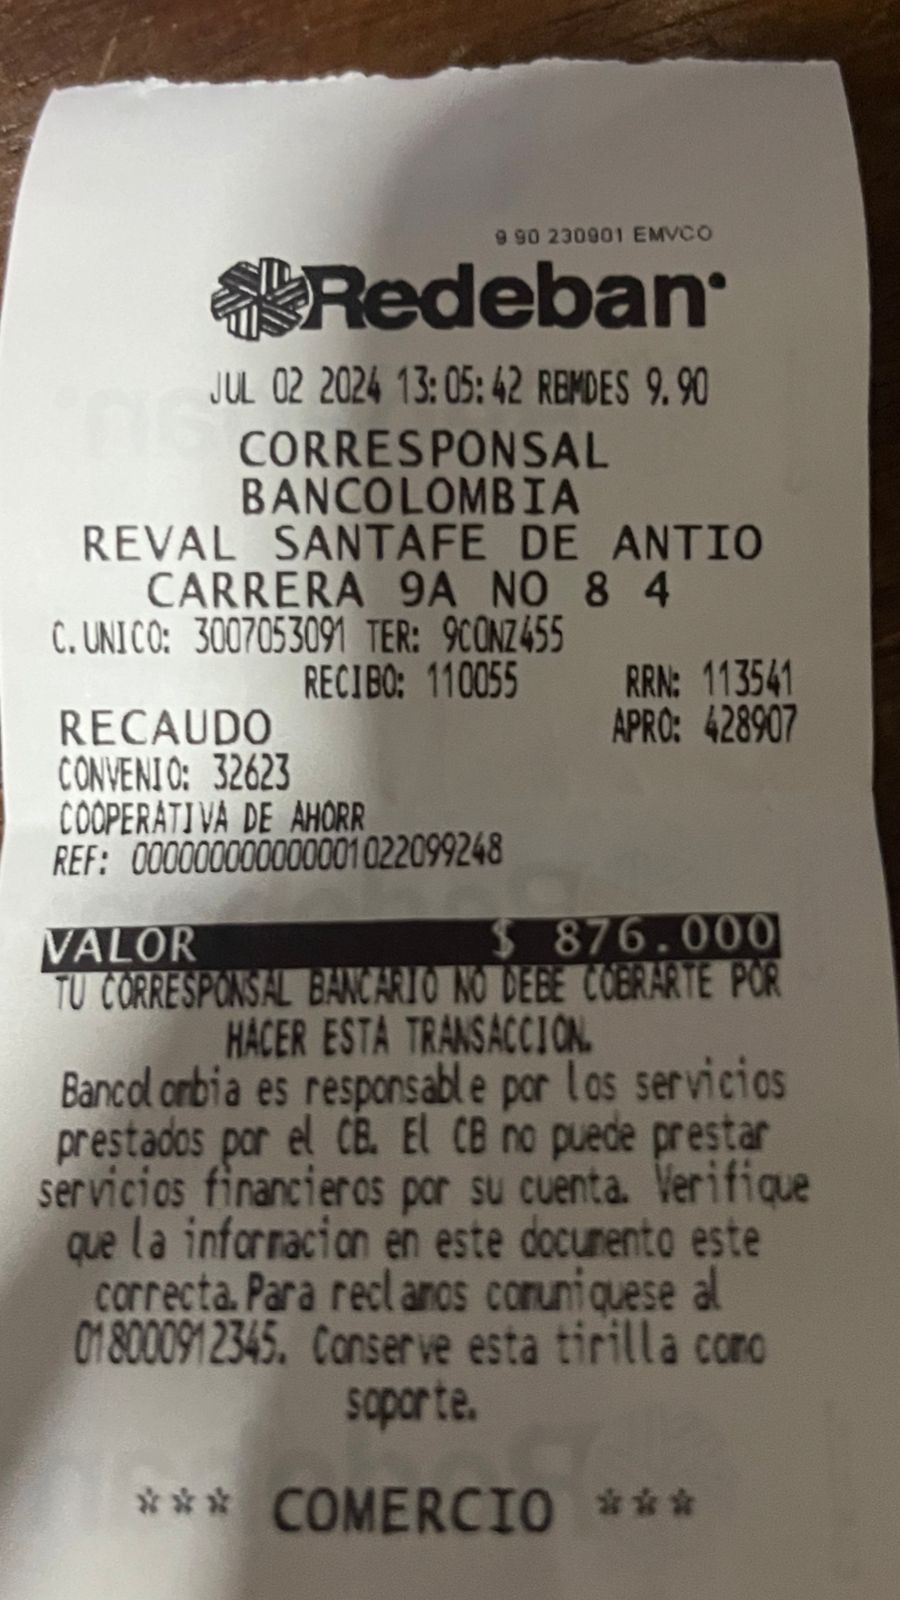 9 90 230901 EMVCO
Redeban
JUL 02 2024 13:05:42 RBMDES 9.90
CORRESPONSAL
BANCOLOMBIA
REVAL SANTAFE DE ANTIO
CARRERA 9A NO 8 4
C.UNICO: 3007053091 TER: 9CONZ455
RECIBO: 110055 RRN: 113541
RECAUDO APRO: 428907
CONVENIO: 32623
COOPERATIVA DE AHORR
REF: 00000000000001022099248
VALOR $ 876.000
TU CORRESPONSAL BANCARIO NO DEBE COBRARTE POR
HACER ESTA TRANSACCION.
Bancolombia es responsable por los servicios
prestados por el CB. El CB no puede prestar
servicios financieros por su cuenta. Verifique
que la informacion en este documento este
correcta. Para reclamos comuniquese al
018000912345. Conserve esta tirilla como
soporte.
*** COMERCIO ***